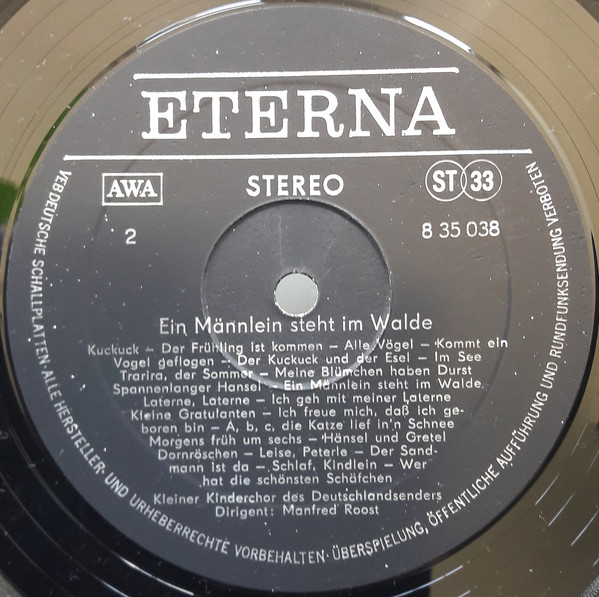 ETERNA
AWA
STEREO
ST 33
2
8 35 038
Ein Männlein steht im Walde
Kuckuck – Der Frühling ist kommen – Alle Vögel – Kommt ein
Vogel geflogen – Der Kuckuck und der Esel – Im See
Trarira, der Sommer – Meine Blümchen haben Durst
Spannenlanger Hansel – Ein Männlein steht im Walde
Laterne, Laterne – Ich geh mit meiner Laterne
Kleine Gratulanten – Ich freue mich, daß ich ge-
boren bin – A, b, c, die Katze lief in'n Schnee
Morgens früh um sechs – Hänsel und Gretel
Dornröschen – Leise, Peterle – Der Sand-
mann ist da – Schlaf, Kindlein – Wer
hat die schönsten Schäfchen
Kleiner Kinderchor des Deutschlandsenders
Dirigent: Manfred Roost
VEB DEUTSCHE SCHALLPLATTEN · ALLE HERSTELLER- UND URHEBERRECHTE VORBEHALTEN · ÜBERSPIELUNG, ÖFFENTLICHE AUFFÜHRUNG UND RUNDFUNKSENDUNG VERBOTEN